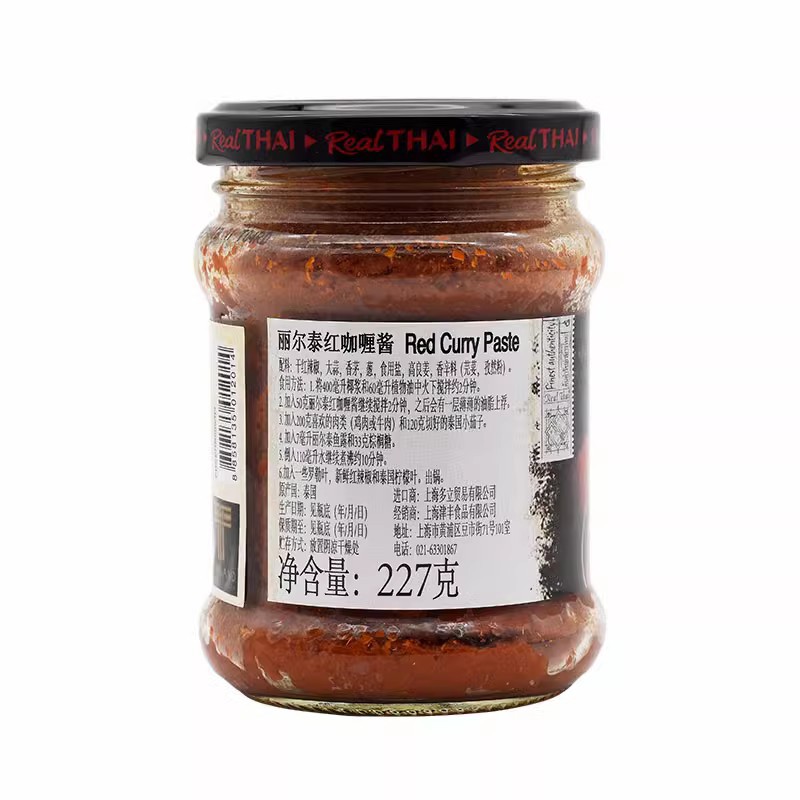 Real THAI ▶ Real THAI ▶ Real THAI
丽尔泰红咖喱酱 Red Curry Paste
配料：干红辣椒，大蒜，香茅，葱，食用盐，高良姜，香辛料（芫荽，孜然粉）。
食用方法：1.将400毫升椰浆和60毫升植物油中火下搅拌约2分钟。
2.加入50克丽尔泰红咖喱酱继续搅拌2分钟，之后会有一层薄薄的油脂上浮。
3.加入200克喜欢的肉类（鸡肉或牛肉）和120克切好的泰国小茄子。
4.加入7毫升丽尔泰鱼露和33克棕榈糖。
5.倒入110毫升水继续煮沸约10分钟。
6.加入一些罗勒叶，新鲜红辣椒和泰国柠檬叶。出锅。
原产国：泰国
生产日期：见瓶底（年/月/日）
保质期至：见瓶底（年/月/日）
贮存方式：放置阴凉干燥处
进口商：上海多立贸易有限公司
经销商：上海津丰食品有限公司
地址：上海市黄浦区豆市街71号101室
电话：021-63301867
净含量：227克
8 858135 012014
Finest authenticity